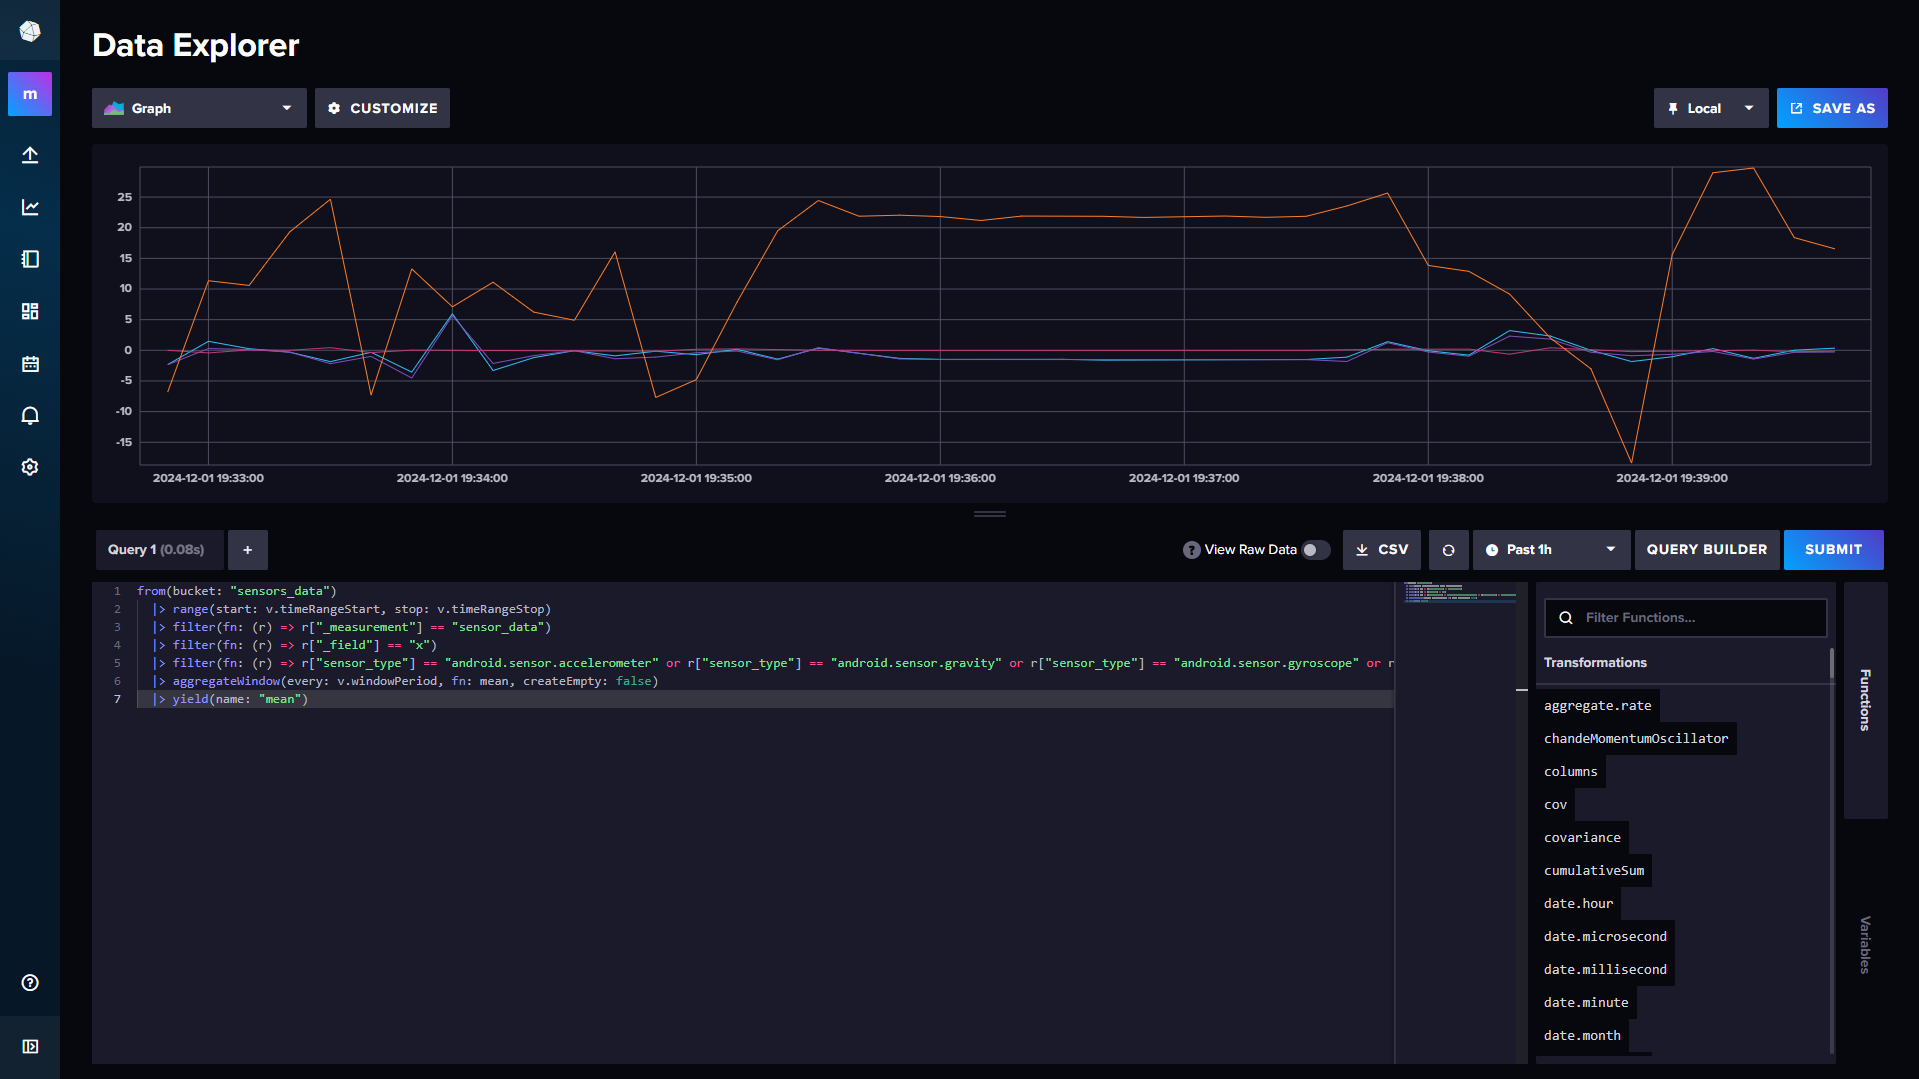 m
Data Explorer
Graph
CUSTOMIZE
Local
SAVE AS
25
20
15
10
5
0
-5
-10
-15
2024-12-01 19:33:00
2024-12-01 19:34:00
2024-12-01 19:35:00
2024-12-01 19:36:00
2024-12-01 19:37:00
2024-12-01 19:38:00
2024-12-01 19:39:00
Query 1 (0.08s)
+
? View Raw Data
CSV
Past 1h
QUERY BUILDER
SUBMIT
1 from(bucket: "sensors_data")
2 |> range(start: v.timeRangeStart, stop: v.timeRangeStop)
3 |> filter(fn: (r) => r["_measurement"] == "sensor_data")
4 |> filter(fn: (r) => r["_field"] == "x")
5 |> filter(fn: (r) => r["sensor_type"] == "android.sensor.accelerometer" or r["sensor_type"] == "android.sensor.gravity" or r["sensor_type"] == "android.sensor.gyroscope" or r
6 |> aggregateWindow(every: v.windowPeriod, fn: mean, createEmpty: false)
7 |> yield(name: "mean")
Filter Functions...
Transformations
aggregate.rate
chandeMomentumOscillator
columns
cov
covariance
cumulativeSum
date.hour
date.microsecond
date.millisecond
date.minute
date.month
Functions
Variables